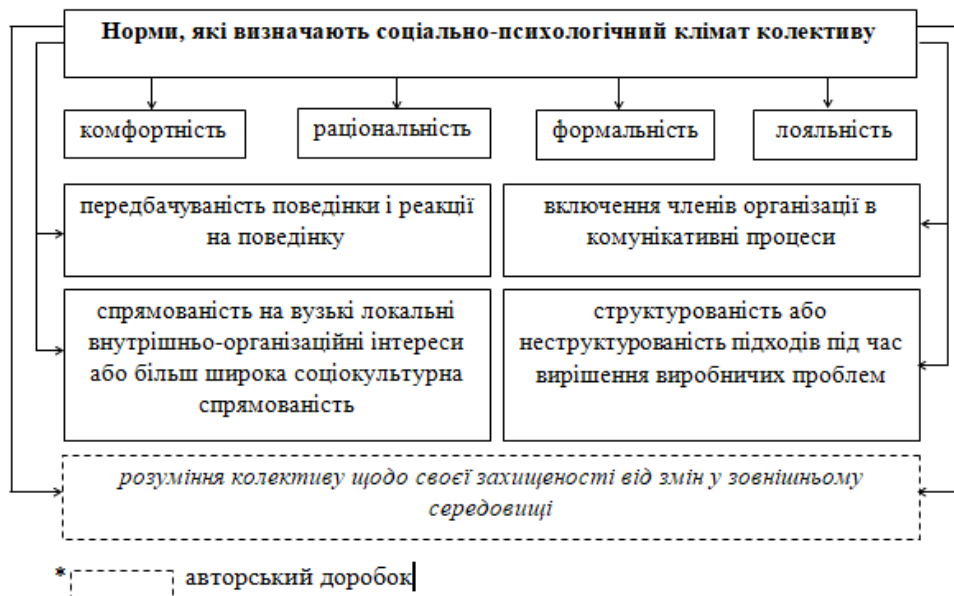 Норми, які визначають соціально-психологічний клімат колективу
комфортність
раціональність
формальність
лояльність
передбачуваність поведінки і реакції
на поведінку
включення членів організації в
комунікативні процеси
спрямованість на вузькі локальні
внутрішньо-організаційні інтереси
або більш широка соціокультурна
спрямованість
структурованість або
неструктурованість підходів під час
вирішення виробничих проблем
розуміння колективу щодо своєї захищеності від змін у зовнішньому
середовищі
* авторський доробок